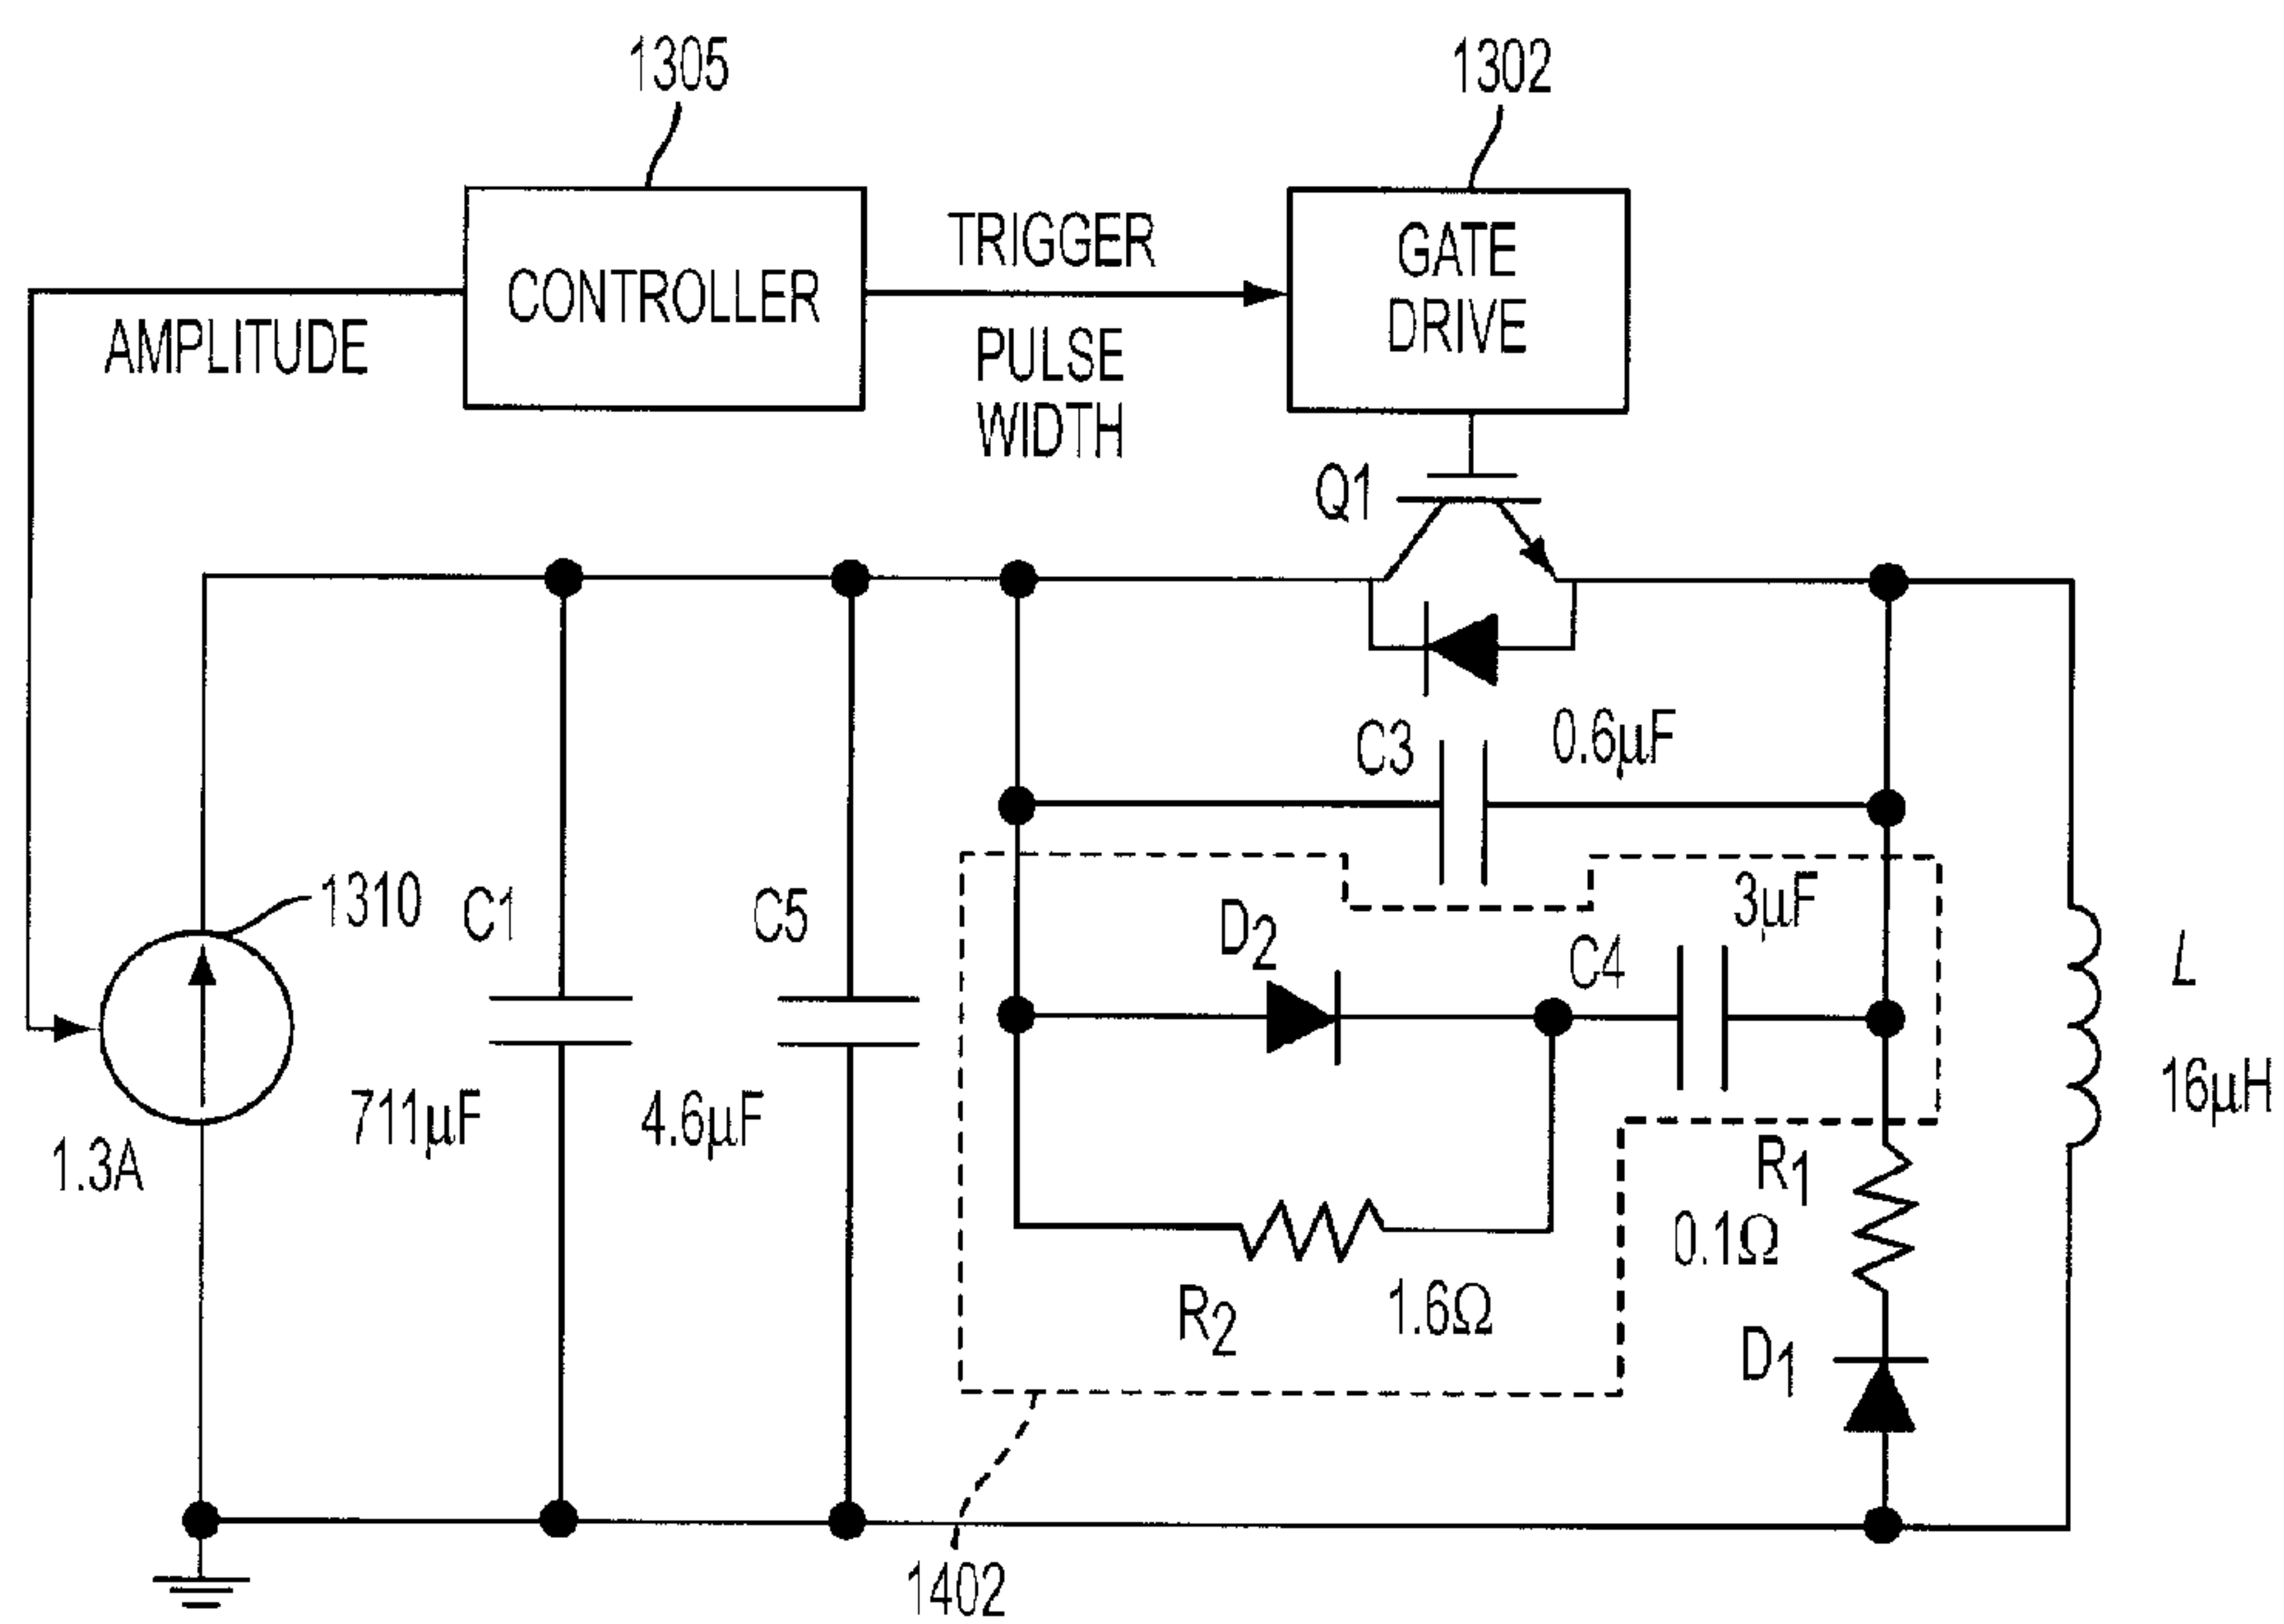 1305
1302
CONTROLLER
TRIGGER
PULSE
WIDTH
GATE
DRIVE
AMPLITUDE
Q1
C3
0.6µF
1310
C1
C5
D2
C4
3µF
L
16µH
711µF
4.6µF
1.3A
R1
0.1Ω
R2
1.6Ω
D1
1402